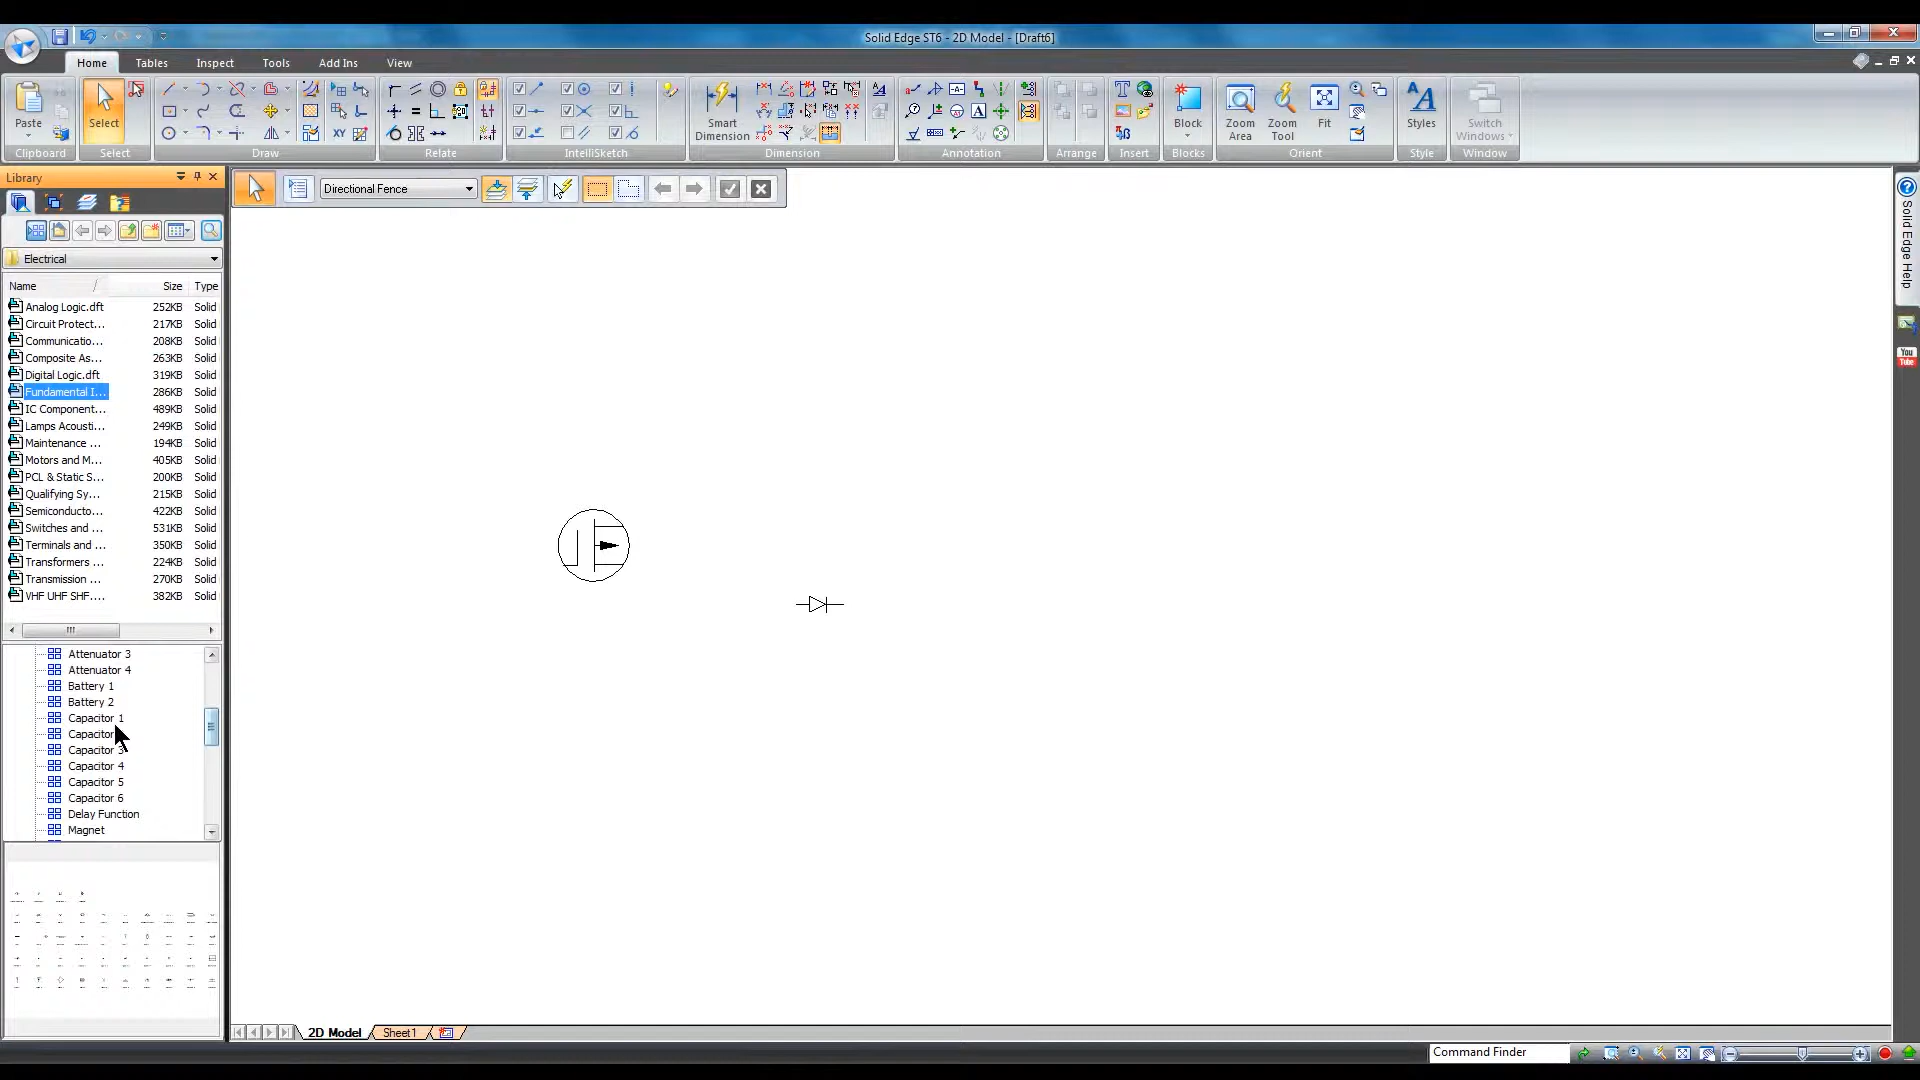 Solid Edge ST6 - 2D Model - [Draft6]
Home Tables Inspect Tools Add Ins View
Paste Select Smart Dimension Block Zoom Area Zoom Tool Fit Styles Switch Windows
Clipboard Select Draw Relate IntelliSketch Dimension Annotation Arrange Insert Blocks Orient Style Window
Library
Directional Fence
Electrical
Name Size Type
Analog Logic.dft 252KB Solid
Circuit Protect... 217KB Solid
Communicatio... 208KB Solid
Composite As... 263KB Solid
Digital Logic.dft 319KB Solid
Fundamental I... 286KB Solid
IC Component... 489KB Solid
Lamps Acousti... 249KB Solid
Maintenance ... 194KB Solid
Motors and M... 405KB Solid
PCL & Static S... 200KB Solid
Qualifying Sy... 215KB Solid
Semiconducto... 422KB Solid
Switches and ... 531KB Solid
Terminals and ... 350KB Solid
Transformers ... 224KB Solid
Transmission ... 270KB Solid
VHF UHF SHF.... 382KB Solid
Attenuator 3
Attenuator 4
Battery 1
Battery 2
Capacitor 1
Capacitor
Capacitor 3
Capacitor 4
Capacitor 5
Capacitor 6
Delay Function
Magnet
Solid Edge Help
You Tube
2D Model Sheet1
Command Finder